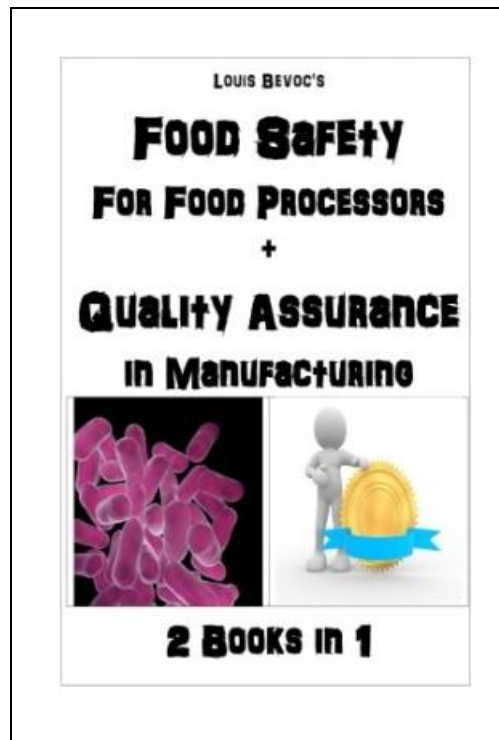 Louis Bevoc's
Food Safety
For Food Processors
+
Quality Assurance
in Manufacturing
2 Books in 1